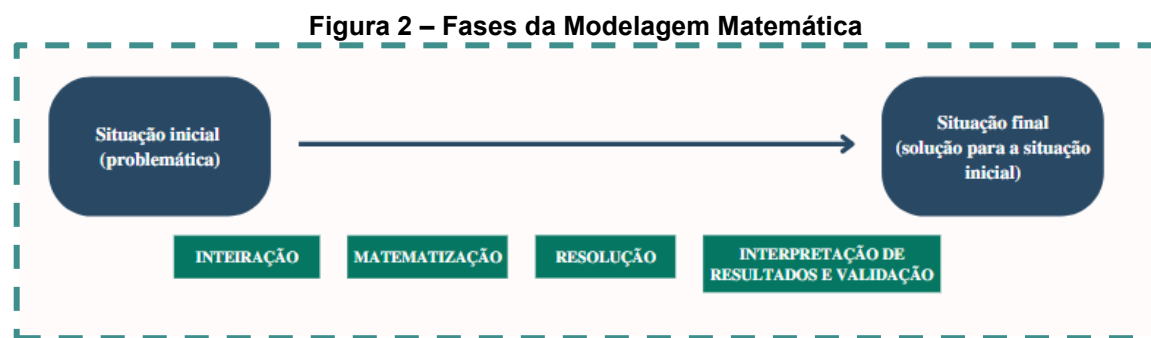 Figura 2 – Fases da Modelagem Matemática
Situação inicial
(problemática)
Situação final
(solução para a situação
inicial)
INTEIRAÇÃO
MATEMATIZAÇÃO
RESOLUÇÃO
INTERPRETAÇÃO DE
RESULTADOS E VALIDAÇÃO